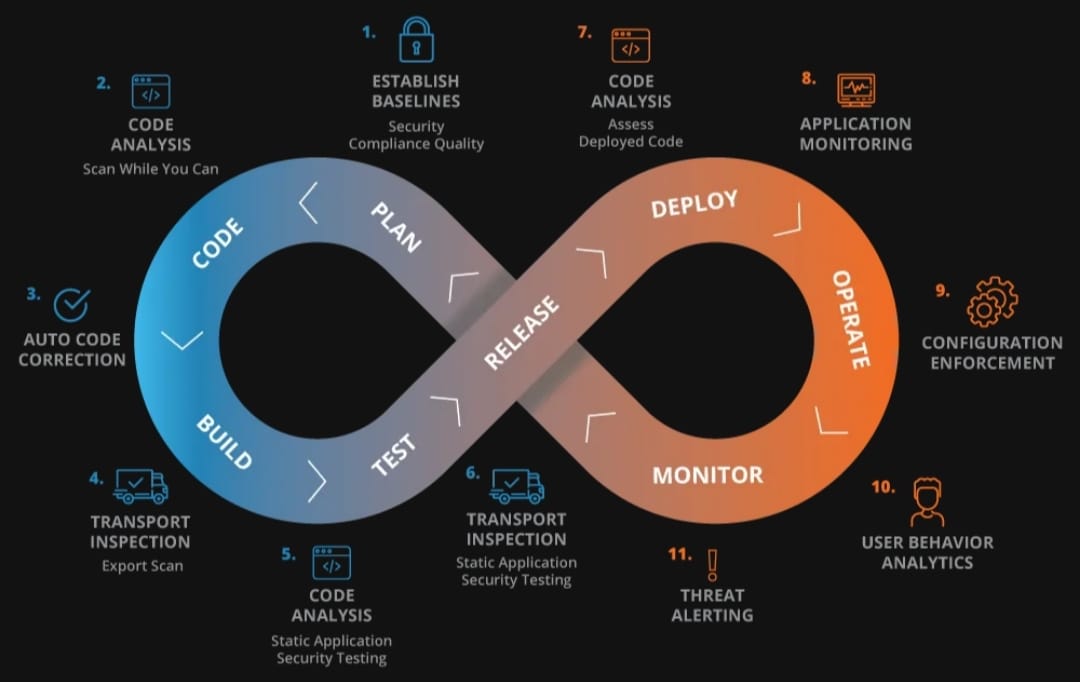 1.
ESTABLISH
BASELINES
Security
Compliance Quality
2.
CODE
ANALYSIS
Scan While You Can
3.
AUTO CODE
CORRECTION
4.
TRANSPORT
INSPECTION
Export Scan
5.
CODE
ANALYSIS
Static Application
Security Testing
6.
TRANSPORT
INSPECTION
Static Application
Security Testing
7.
CODE
ANALYSIS
Assess
Deployed Code
8.
APPLICATION
MONITORING
9.
CONFIGURATION
ENFORCEMENT
10.
USER BEHAVIOR
ANALYTICS
11.
THREAT
ALERTING
PLAN
CODE
BUILD
TEST
RELEASE
DEPLOY
OPERATE
MONITOR